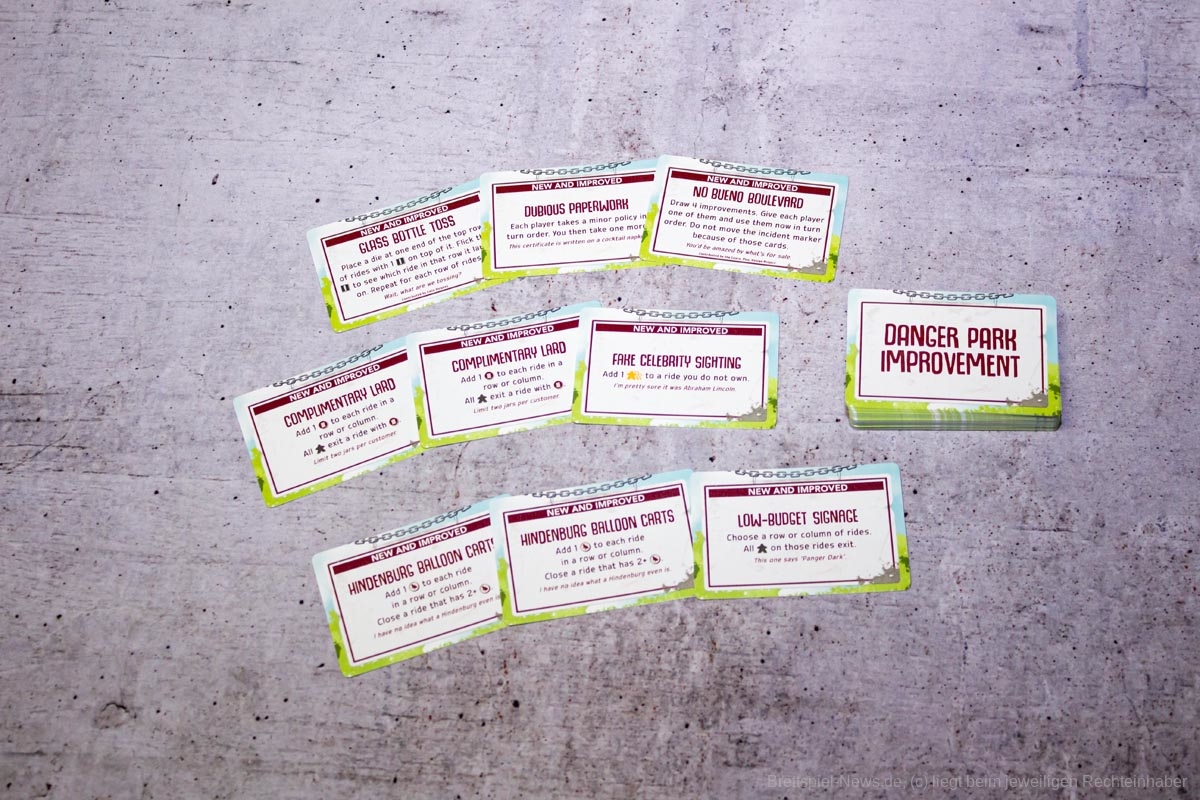 NEW AND IMPROVED
GLASS BOTTLE TOSS
Place a die at one end of the top row
of rides with 1 on top of it. Flick
to see which ride in that row it
on. Repeat for each row of rides
Wait, what are we tossing?
NEW AND IMPROVED
DUBIOUS PAPERWORK
Each player takes a minor policy in
turn order. You then take one more
This certificate is written on a cocktail
NEW AND IMPROVED
NO BUENO BOULEVARD
Draw 4 improvements. Give each player
one of them and use them now in turn
order. Do not move the incident marker
because of those cards.
You'd be amazed by what's for sale.
NEW AND IMPROVED
COMPLIMENTARY LARD
Add 1 to each ride in a
row or column.
All exit a ride with
Limit two jars per customer
NEW AND IMPROVED
COMPLIMENTARY LARD
Add 1 to each ride in a
row or column.
All exit a ride with
Limit two jars per customer
NEW AND IMPROVED
FAKE CELEBRITY SIGHTING
Add 1 to a ride you do not own.
I'm pretty sure it was Abraham Lincoln.
DANGER PARK
IMPROVEMENT
NEW AND IMPROVED
HINDENBURG BALLOON CARTS
Add 1 to each ride
in a row or column.
Close a ride that has 2+
I have no idea what a Hindenburg even is
NEW AND IMPROVED
HINDENBURG BALLOON CARTS
Add 1 to each ride
in a row or column.
Close a ride that has 2+
I have no idea what a Hindenburg even is.
NEW AND IMPROVED
LOW-BUDGET SIGNAGE
Choose a row or column of rides.
All on those rides exit.
This one says "Panger Dark"
Brettspiel-News.de, (c) liegt beim jeweiligen Rechteinhaber